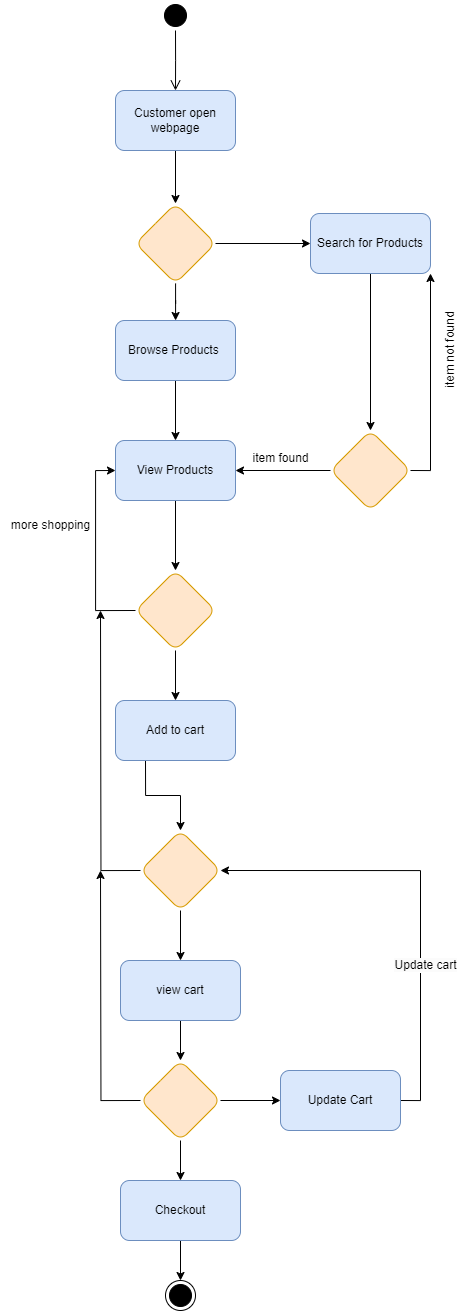 Customer open
webpage
Search for Products
item not found
Browse Products
View Products
item found
more shopping
Add to cart
Update cart
view cart
Update Cart
Checkout